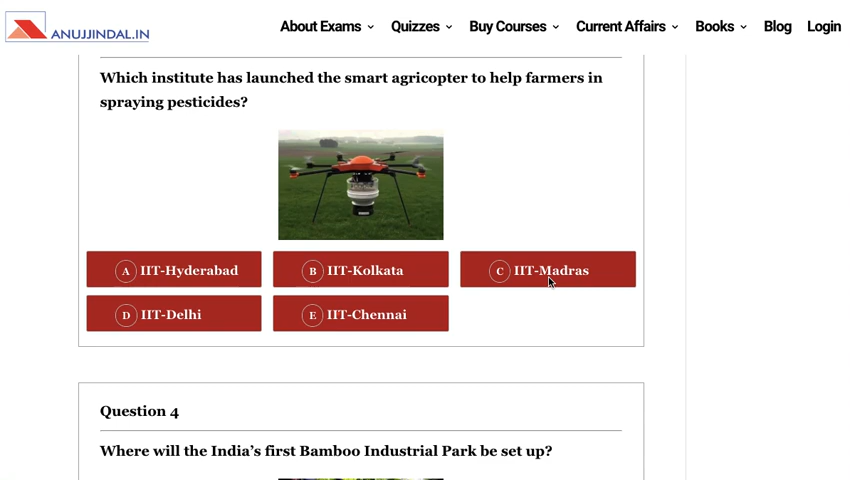 ANUJJINDAL.IN
About Exams Quizzes Buy Courses Current Affairs Books Blog Login
Which institute has launched the smart agricopter to help farmers in
spraying pesticides?
A IIT-Hyderabad B IIT-Kolkata C IIT-Madras
D IIT-Delhi E IIT-Chennai
Question 4
Where will the India's first Bamboo Industrial Park be set up?